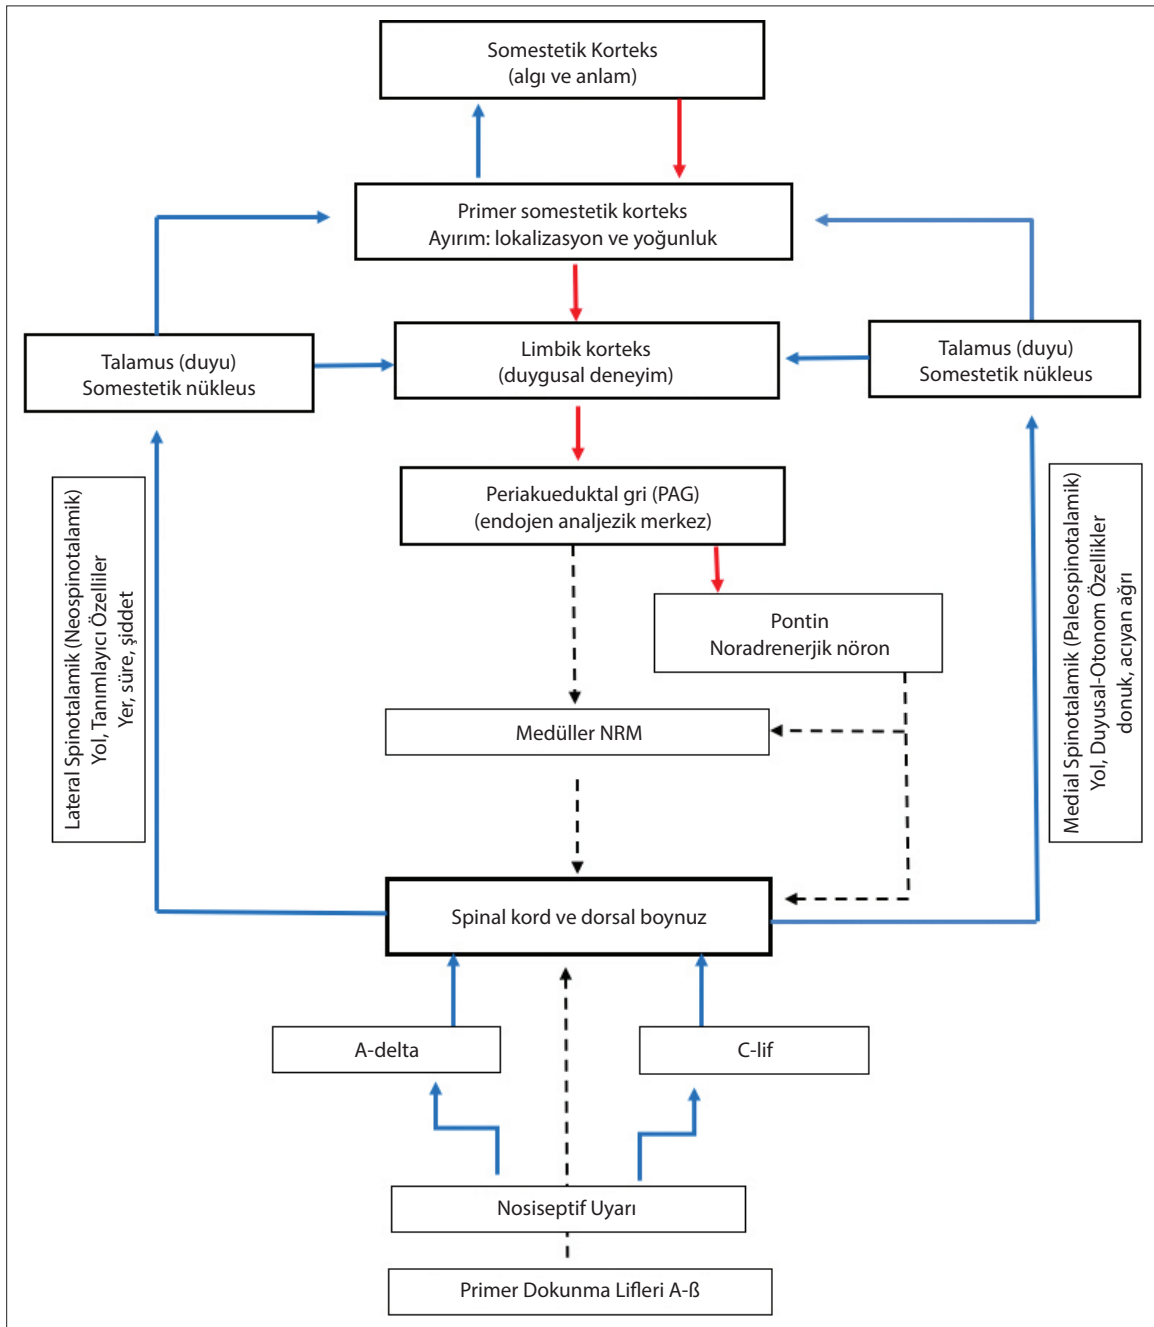 Somestetik Korteks
(algı ve anlam)
Primer somestetik korteks
Ayırım: lokalizasyon ve yoğunluk
Talamus (duyu)
Somestetik nükleus
Limbik korteks
(duygusal deneyim)
Talamus (duyu)
Somestetik nükleus
Periakueduktal gri (PAG)
(endojen analjezik merkez)
Lateral Spinotalamik (Neospinotalamik)
Yol, Tanımlayıcı Özelliler
Yer, süre, şiddet
Medial Spinotalamik (Paleospinotalamik)
Yol, Duyusal-Otonom Özellikler
donuk, acıyan ağrı
Pontin
Noradrenerjik nöron
Medüller NRM
Spinal kord ve dorsal boynuz
A-delta
C-lif
Nosiseptif Uyarı
Primer Dokunma Lifleri A-ß